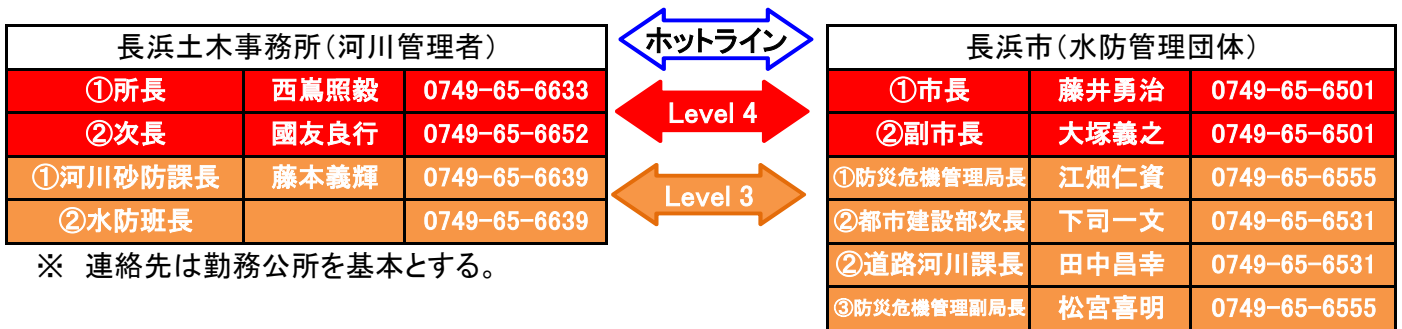 長浜土木事務所（河川管理者）
①所長 西嶌照毅 0749-65-6633
②次長 國友良行 0749-65-6652
①河川砂防課長 藤本義輝 0749-65-6639
②水防班長 0749-65-6639
※ 連絡先は勤務公所を基本とする。
ホットライン
Level 4
Level 3
長浜市（水防管理団体）
①市長 藤井勇治 0749-65-6501
②副市長 大塚義之 0749-65-6501
①防災危機管理局長 江畑仁資 0749-65-6555
②都市建設部次長 下司一文 0749-65-6531
②道路河川課長 田中昌幸 0749-65-6531
③防災危機管理副局長 松宮喜明 0749-65-6555